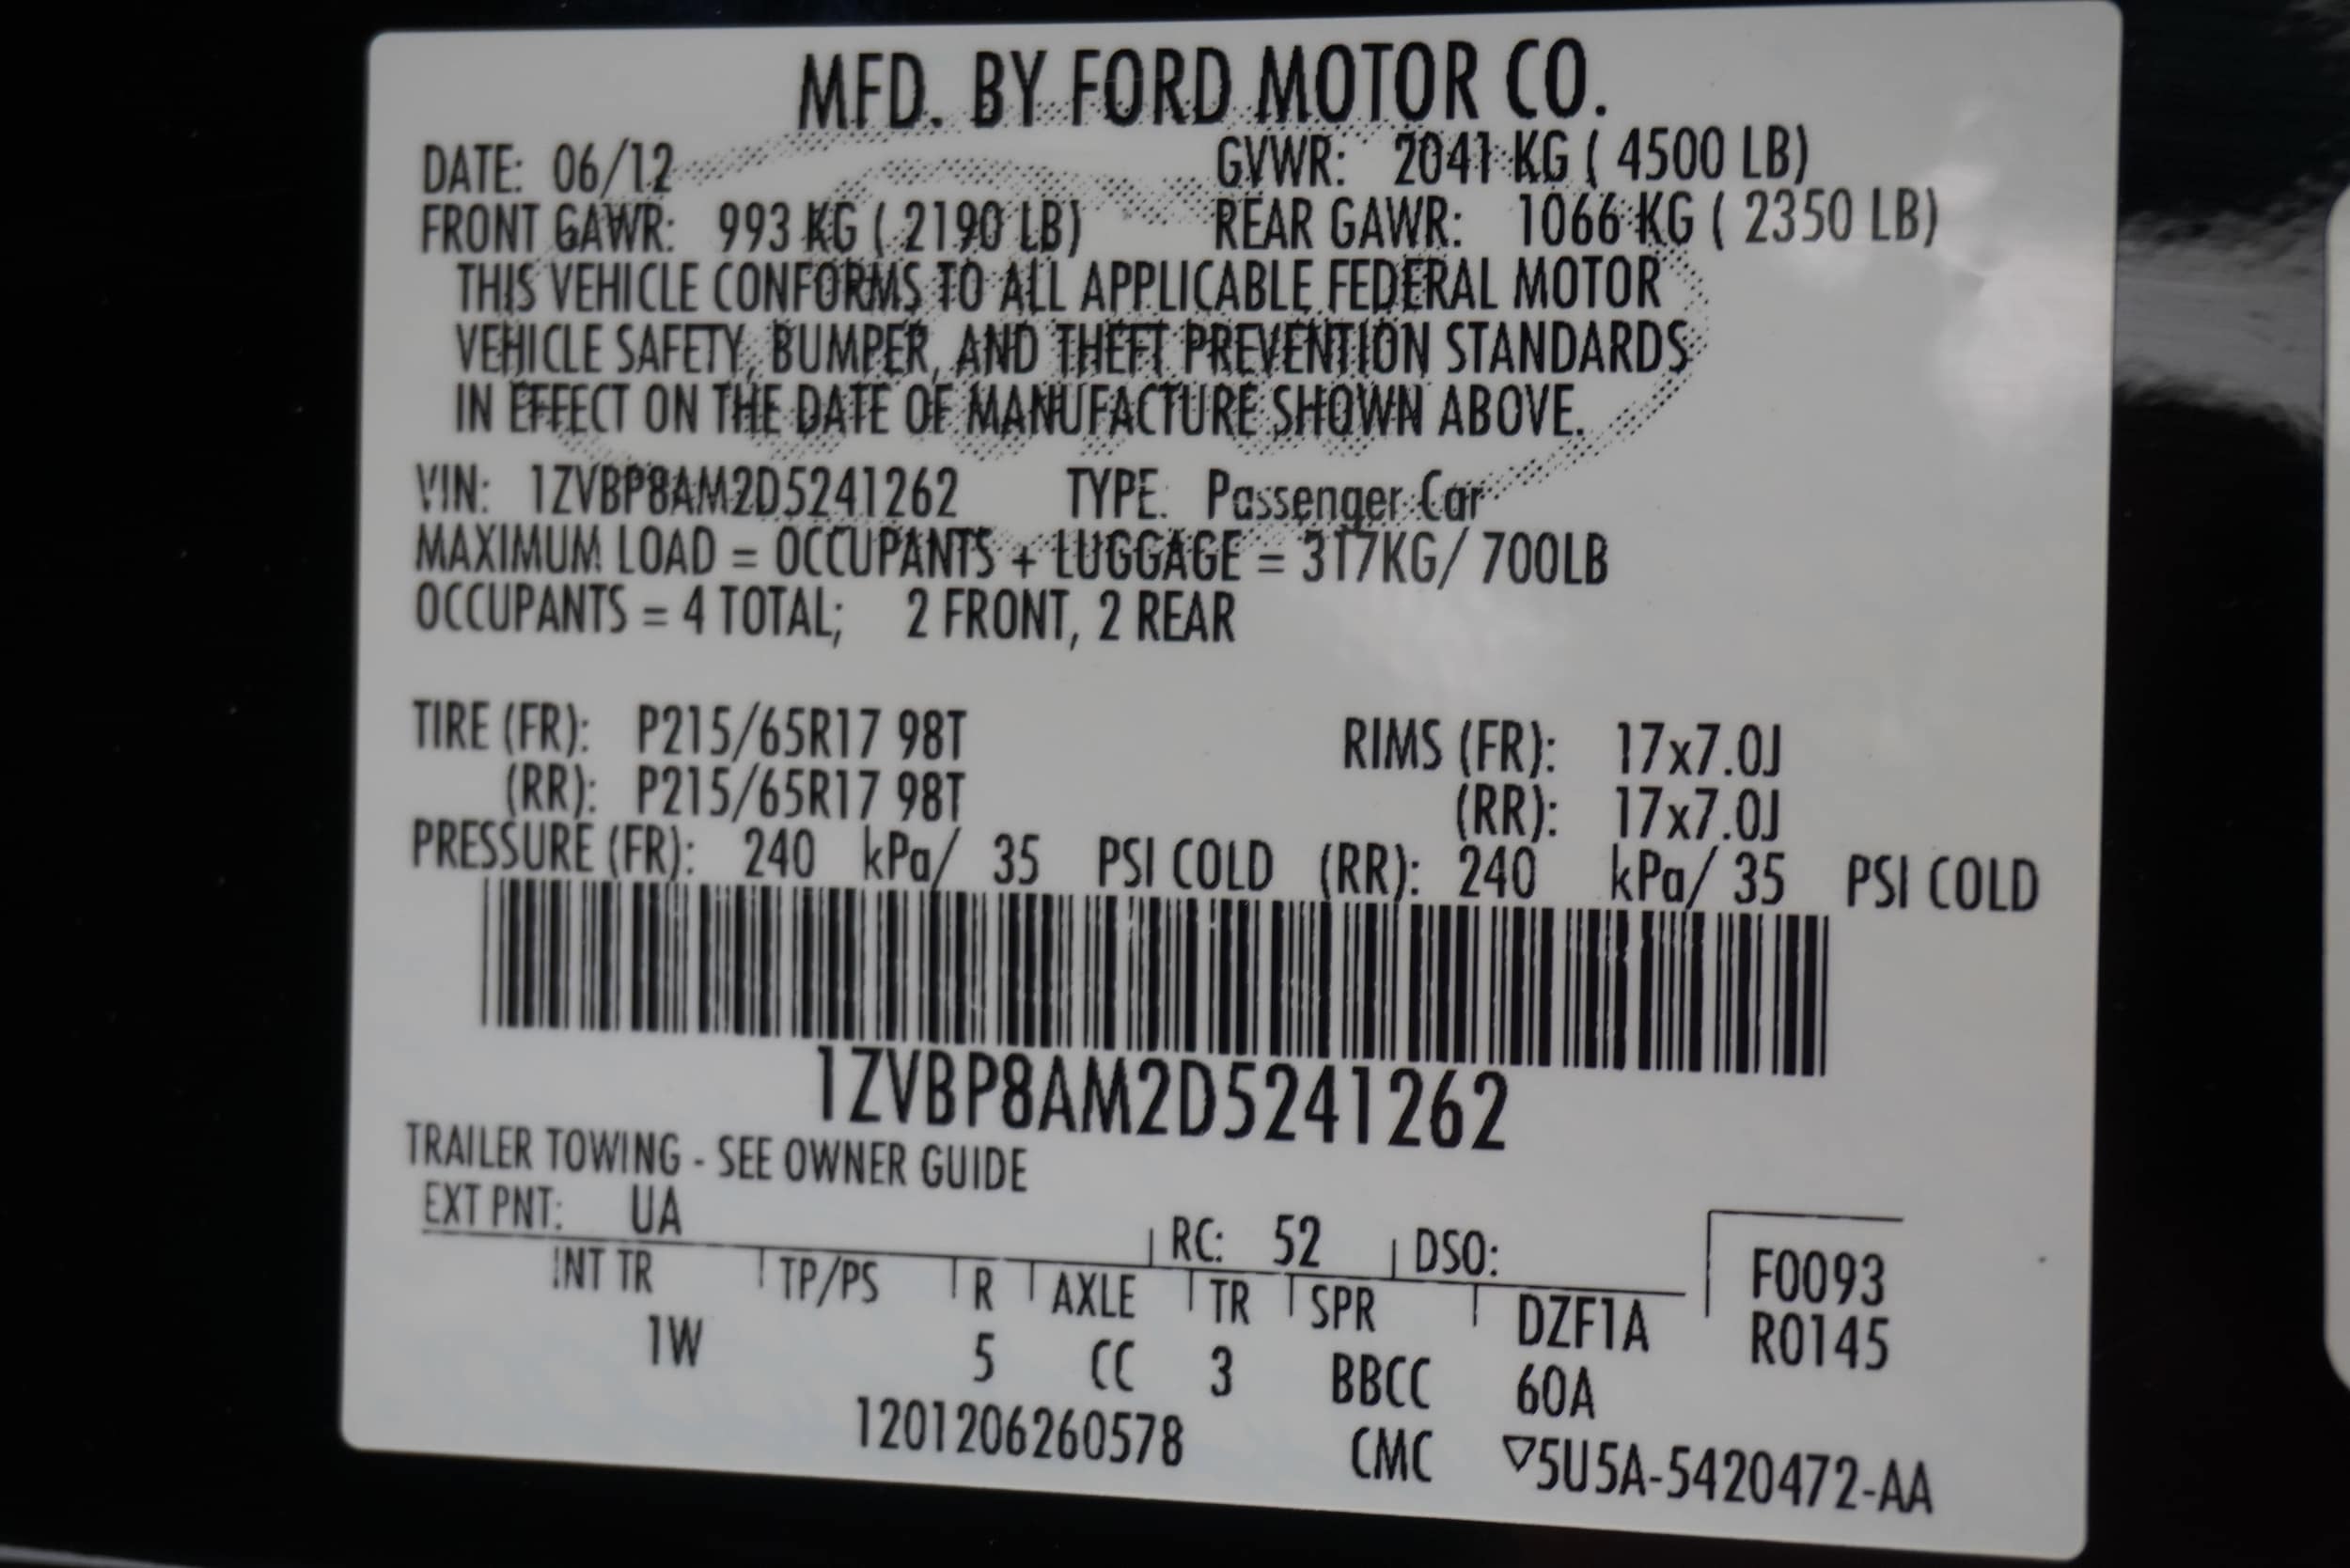 MFD. BY FORD MOTOR CO.
DATE: 06/12 GVWR: 2041 KG ( 4500 LB)
FRONT GAWR: 993 KG ( 2190 LB) REAR GAWR: 1066 KG ( 2350 LB)
THIS VEHICLE CONFORMS TO ALL APPLICABLE FEDERAL MOTOR
VEHICLE SAFETY, BUMPER, AND THEFT PREVENTION STANDARDS
IN EFFECT ON THE DATE OF MANUFACTURE SHOWN ABOVE.
VIN: 1ZVBP8AM2D5241262 TYPE: Passenger Car
MAXIMUM LOAD = OCCUPANTS + LUGGAGE = 317KG/ 700LB
OCCUPANTS = 4 TOTAL; 2 FRONT, 2 REAR
TIRE (FR): P215/65R17 98T RIMS (FR): 17x7.0J
(RR): P215/65R17 98T (RR): 17x7.0J
PRESSURE (FR): 240 kPa/ 35 PSI COLD (RR): 240 kPa/ 35 PSI COLD
1ZVBP8AM2D5241262
TRAILER TOWING - SEE OWNER GUIDE
EXT PNT: UA RC: 52 DSO: F0093
INT TR TP/PS R AXLE TR SPR DZF1A R0145
1W 5 CC 3 BBCC 60A
1201206260578 CMC ▽5U5A-5420472-AA